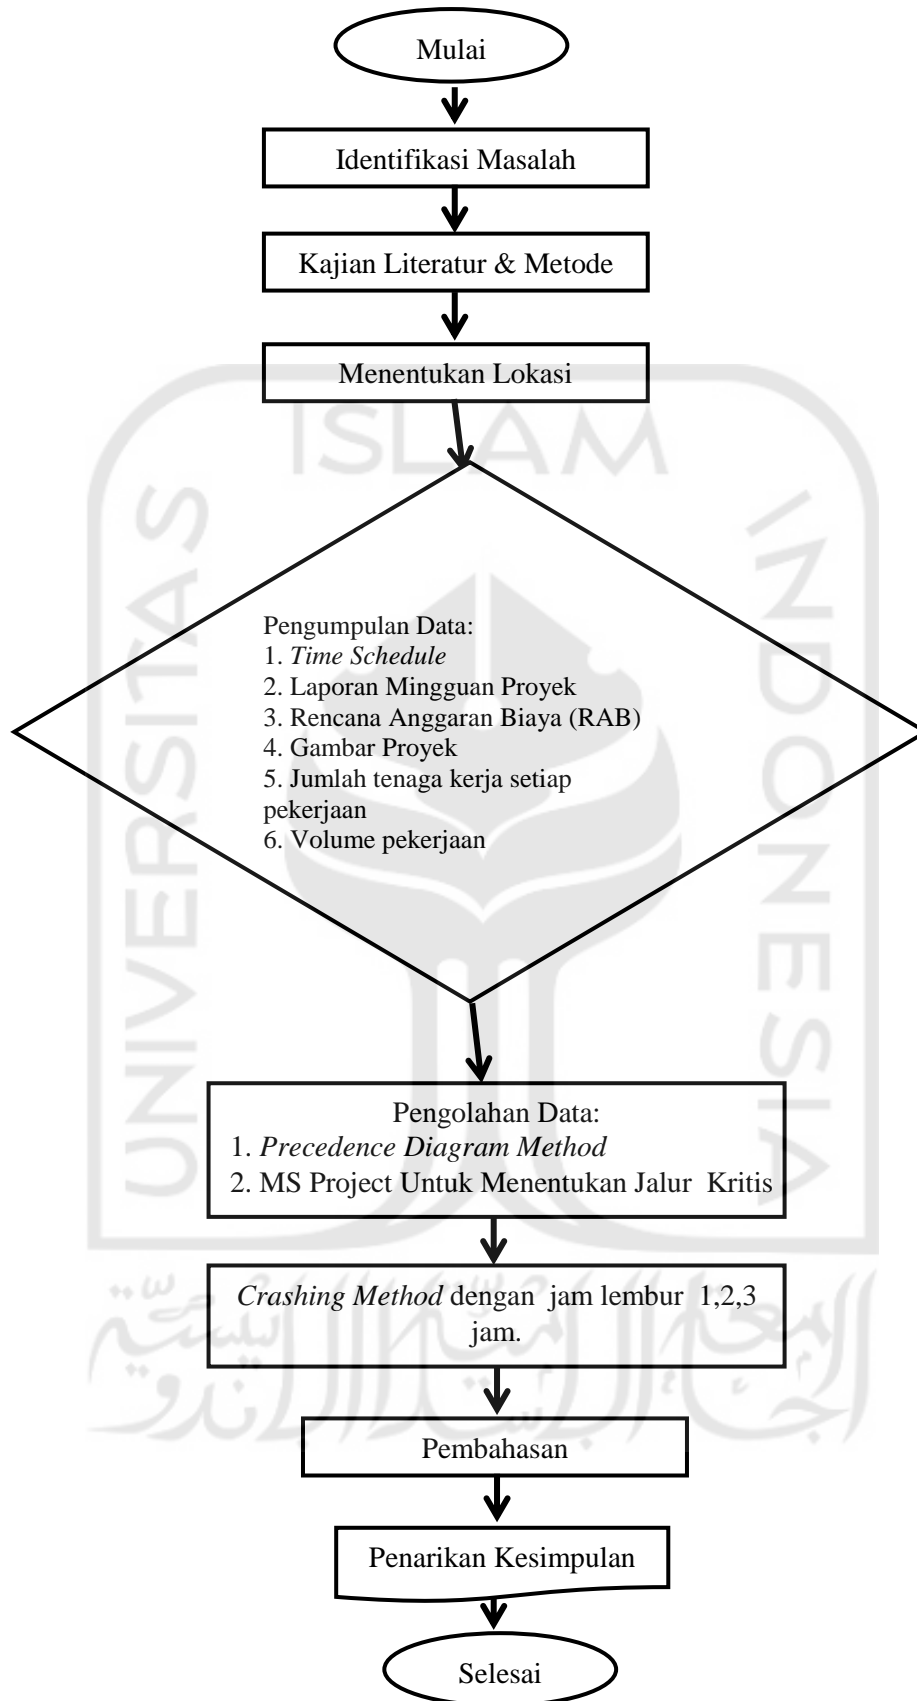 Mulai
Identifikasi Masalah
Kajian Literatur & Metode
Menentukan Lokasi
ISLAM
UNIVERSITAS
INDONESIA
Pengumpulan Data:
1. Time Schedule
2. Laporan Mingguan Proyek
3. Rencana Anggaran Biaya (RAB)
4. Gambar Proyek
5. Jumlah tenaga kerja setiap
pekerjaan
6. Volume pekerjaan
Pengolahan Data:
1. Precedence Diagram Method
2. MS Project Untuk Menentukan Jalur Kritis
Crashing Method dengan jam lembur 1,2,3
jam.
Pembahasan
Penarikan Kesimpulan
Selesai